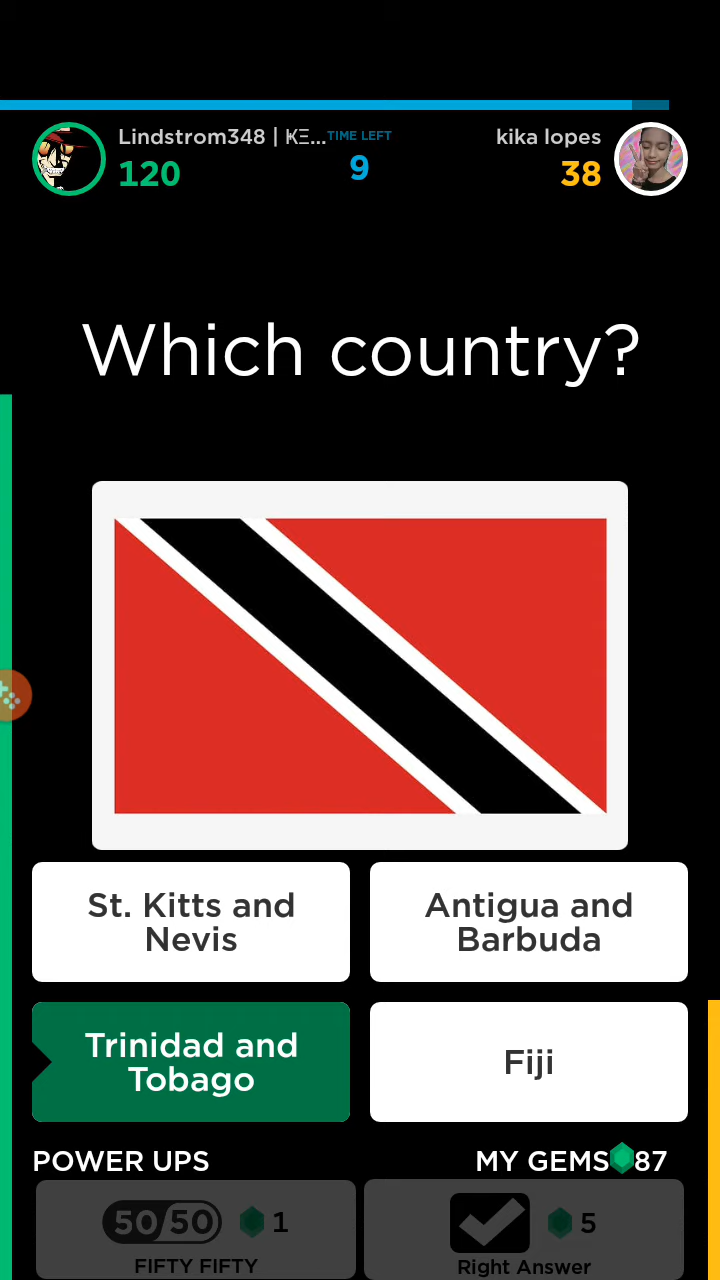 Lindstrom348 | ѤΞ...
TIME LEFT
kika lopes
120
9
38
Which country?
St. Kitts and
Nevis
Antigua and
Barbuda
Trinidad and
Tobago
Fiji
POWER UPS
MY GEMS 87
50/50 1
5
FIFTY FIFTY
Right Answer